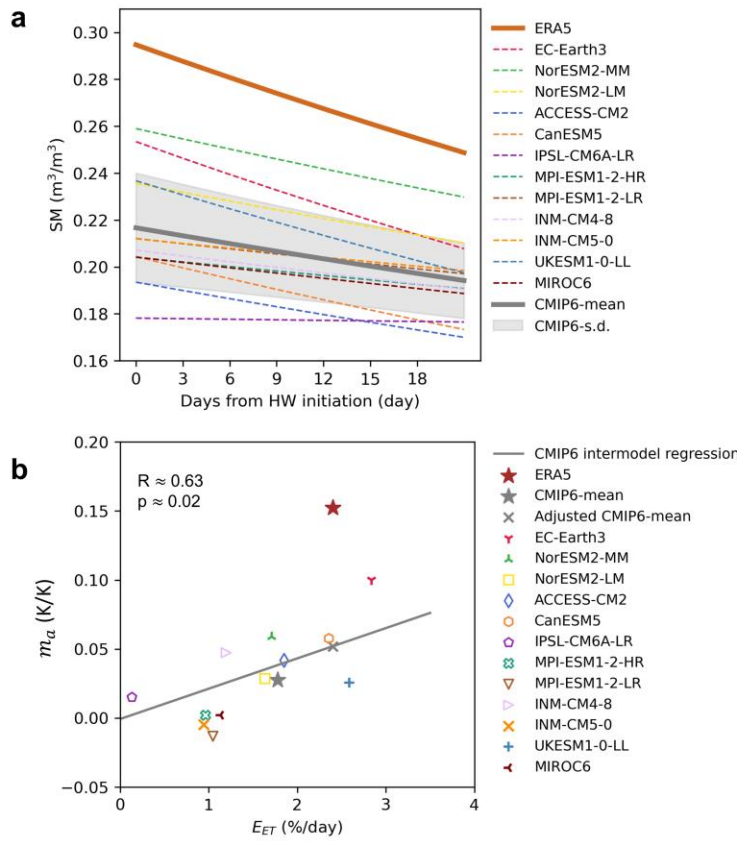 a
0.30
0.28
0.26
0.24
0.22
0.20
0.18
0.16
SM (m³/m³)
0 3 6 9 12 15 18
Days from HW initiation (day)
ERA5
EC-Earth3
NorESM2-MM
NorESM2-LM
ACCESS-CM2
CanESM5
IPSL-CM6A-LR
MPI-ESM1-2-HR
MPI-ESM1-2-LR
INM-CM4-8
INM-CM5-0
UKESM1-0-LL
MIROC6
CMIP6-mean
CMIP6-s.d.
b
0.20
0.15
0.10
0.05
0.00
−0.05
mₐ (K/K)
R ≈ 0.63
p ≈ 0.02
0 1 2 3 4
E_ET (%/day)
CMIP6 intermodel regression
ERA5
CMIP6-mean
Adjusted CMIP6-mean
EC-Earth3
NorESM2-MM
NorESM2-LM
ACCESS-CM2
CanESM5
IPSL-CM6A-LR
MPI-ESM1-2-HR
MPI-ESM1-2-LR
INM-CM4-8
INM-CM5-0
UKESM1-0-LL
MIROC6